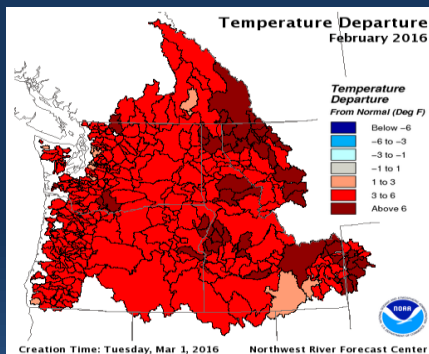 Temperature Departure
February 2016
Temperature
Departure
From Normal (Deg F)
Below -6
-6 to -3
-3 to -1
-1 to 1
1 to 3
3 to 6
Above 6
NOAA
Creation Time: Tuesday, Mar 1, 2016 Northwest River Forecast Center